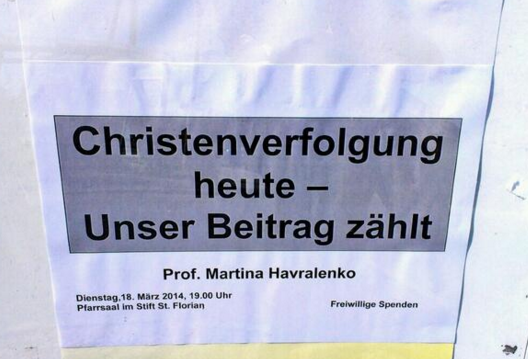 Christenverfolgung
heute –
Unser Beitrag zählt
Prof. Martina Havralenko
Dienstag,18. März 2014, 19.00 Uhr
Pfarrsaal im Stift St. Florian
Freiwillige Spenden